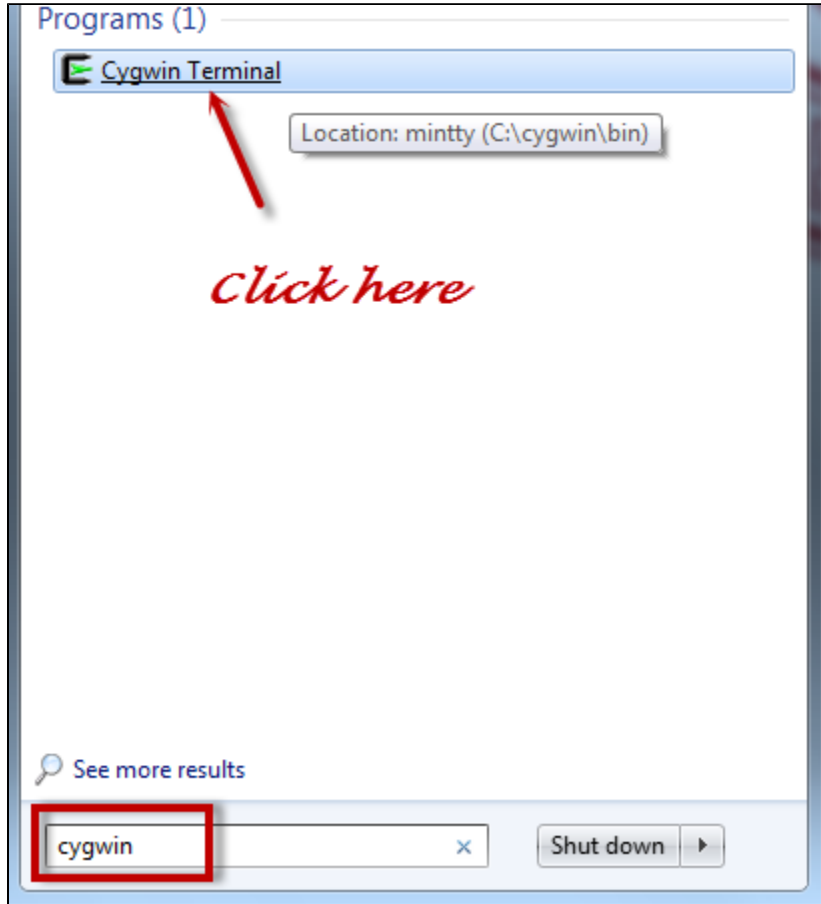 Programs (1)
Cygwin Terminal
Location: mintty (C:\cygwin\bin)
Click here
See more results
cygwin
Shut down